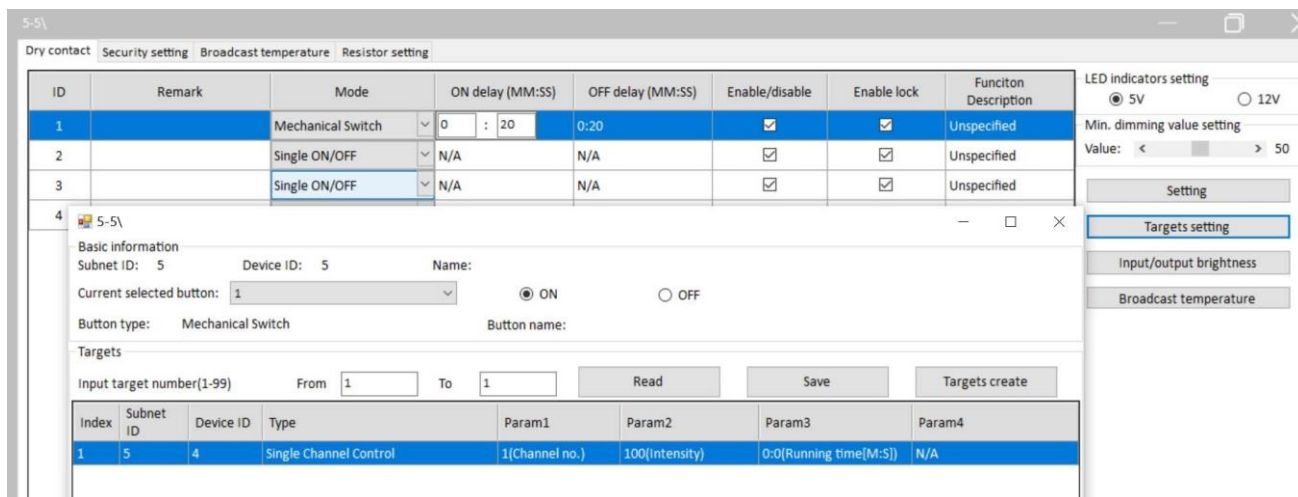 5-5\
Dry contact Security setting Broadcast temperature Resistor setting
ID Remark Mode ON delay (MM:SS) OFF delay (MM:SS) Enable/disable Enable lock Funciton Description
1 Mechanical Switch 0 : 20 0:20 Unspecified
2 Single ON/OFF N/A N/A Unspecified
3 Single ON/OFF N/A N/A Unspecified
4
LED indicators setting
5V 12V
Min. dimming value setting
Value: < > 50
Setting
Targets setting
Input/output brightness
Broadcast temperature
5-5\
Basic information
Subnet ID: 5 Device ID: 5 Name:
Current selected button: 1 ON OFF
Button type: Mechanical Switch Button name:
Targets
Input target number(1-99) From 1 To 1 Read Save Targets create
Index Subnet ID Device ID Type Param1 Param2 Param3 Param4
1 5 4 Single Channel Control 1(Channel no.) 100(Intensity) 0:0(Running time[M:S]) N/A